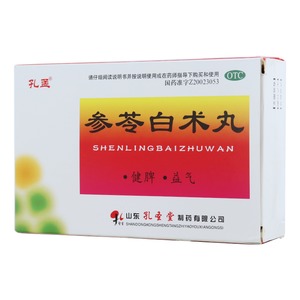 孔孟
请仔细阅读说明书并按说明使用或在药师指导下购买和使用
国药准字Z20023053
OTC
参苓白术丸
SHENLINGBAIZHUWAN
·健脾 ·益气
山东 孔圣堂 制药有限公司